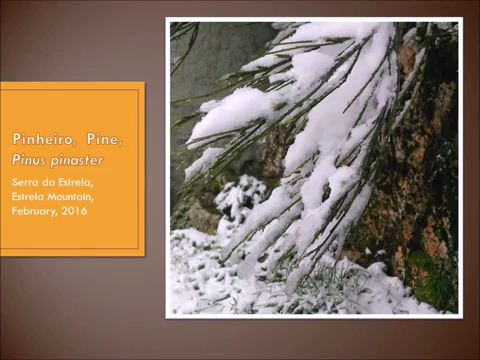 Pinheiro, Pine,
Pinus pinaster
Serra da Estrela,
Estrela Mountain,
February, 2016